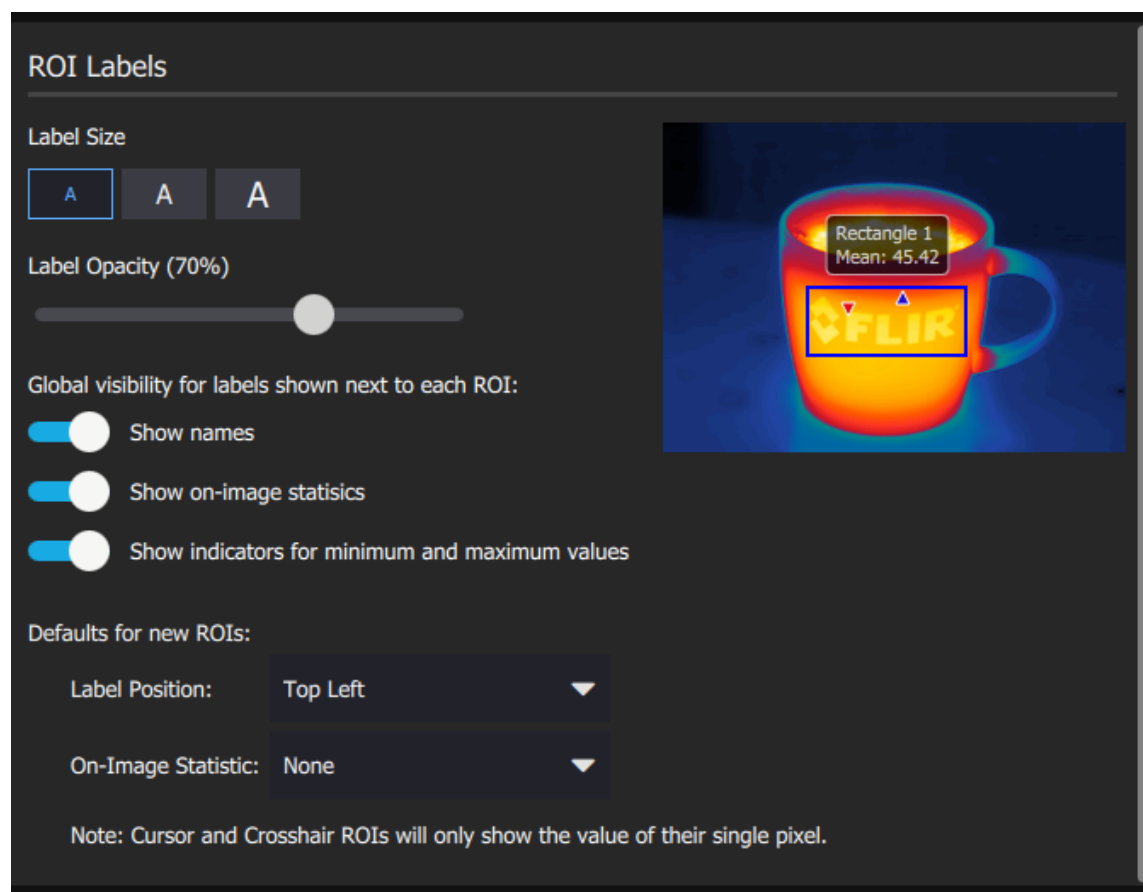 ROI Labels
Label Size
A A A
Label Opacity (70%)
Rectangle 1
Mean: 45.42
FLIR
Global visibility for labels shown next to each ROI:
Show names
Show on-image statisics
Show indicators for minimum and maximum values
Defaults for new ROIs:
Label Position: Top Left
On-Image Statistic: None
Note: Cursor and Crosshair ROIs will only show the value of their single pixel.